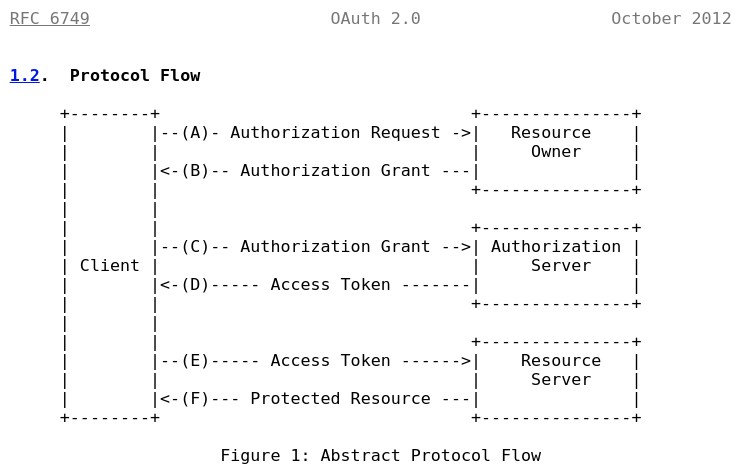 RFC 6749                        OAuth 2.0                   October 2012
1.2.  Protocol Flow
     +--------+                               +---------------+
     |        |--(A)- Authorization Request ->|   Resource    |
     |        |                               |     Owner     |
     |        |<-(B)-- Authorization Grant ---|               |
     |        |                               +---------------+
     |        |
     |        |                               +---------------+
     |        |--(C)-- Authorization Grant -->| Authorization |
     | Client |                               |     Server    |
     |        |<-(D)----- Access Token -------|               |
     |        |                               +---------------+
     |        |
     |        |                               +---------------+
     |        |--(E)----- Access Token ------>|    Resource   |
     |        |                               |     Server    |
     |        |<-(F)--- Protected Resource ---|               |
     +--------+                               +---------------+
                     Figure 1: Abstract Protocol Flow